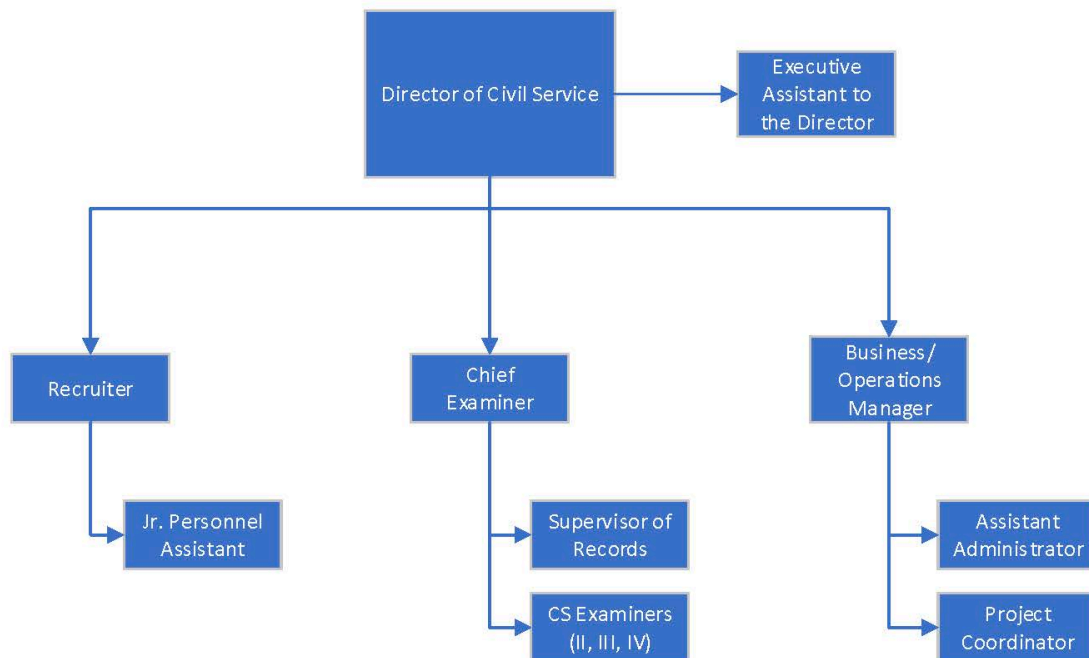 Director of Civil Service
Executive
Assistant to
the Director
Recruiter
Chief
Examiner
Business/
Operations
Manager
Jr. Personnel
Assistant
Supervisor of
Records
Assistant
Administrator
CS Examiners
(II, III, IV)
Project
Coordinator